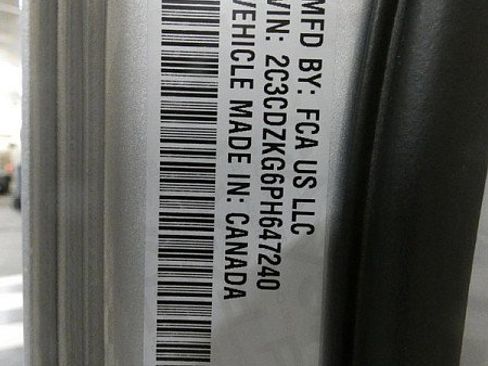 MFD BY: FCA US LLC
VIN: 2C3CDZKG6PH647240
VEHICLE MADE IN: CANADA